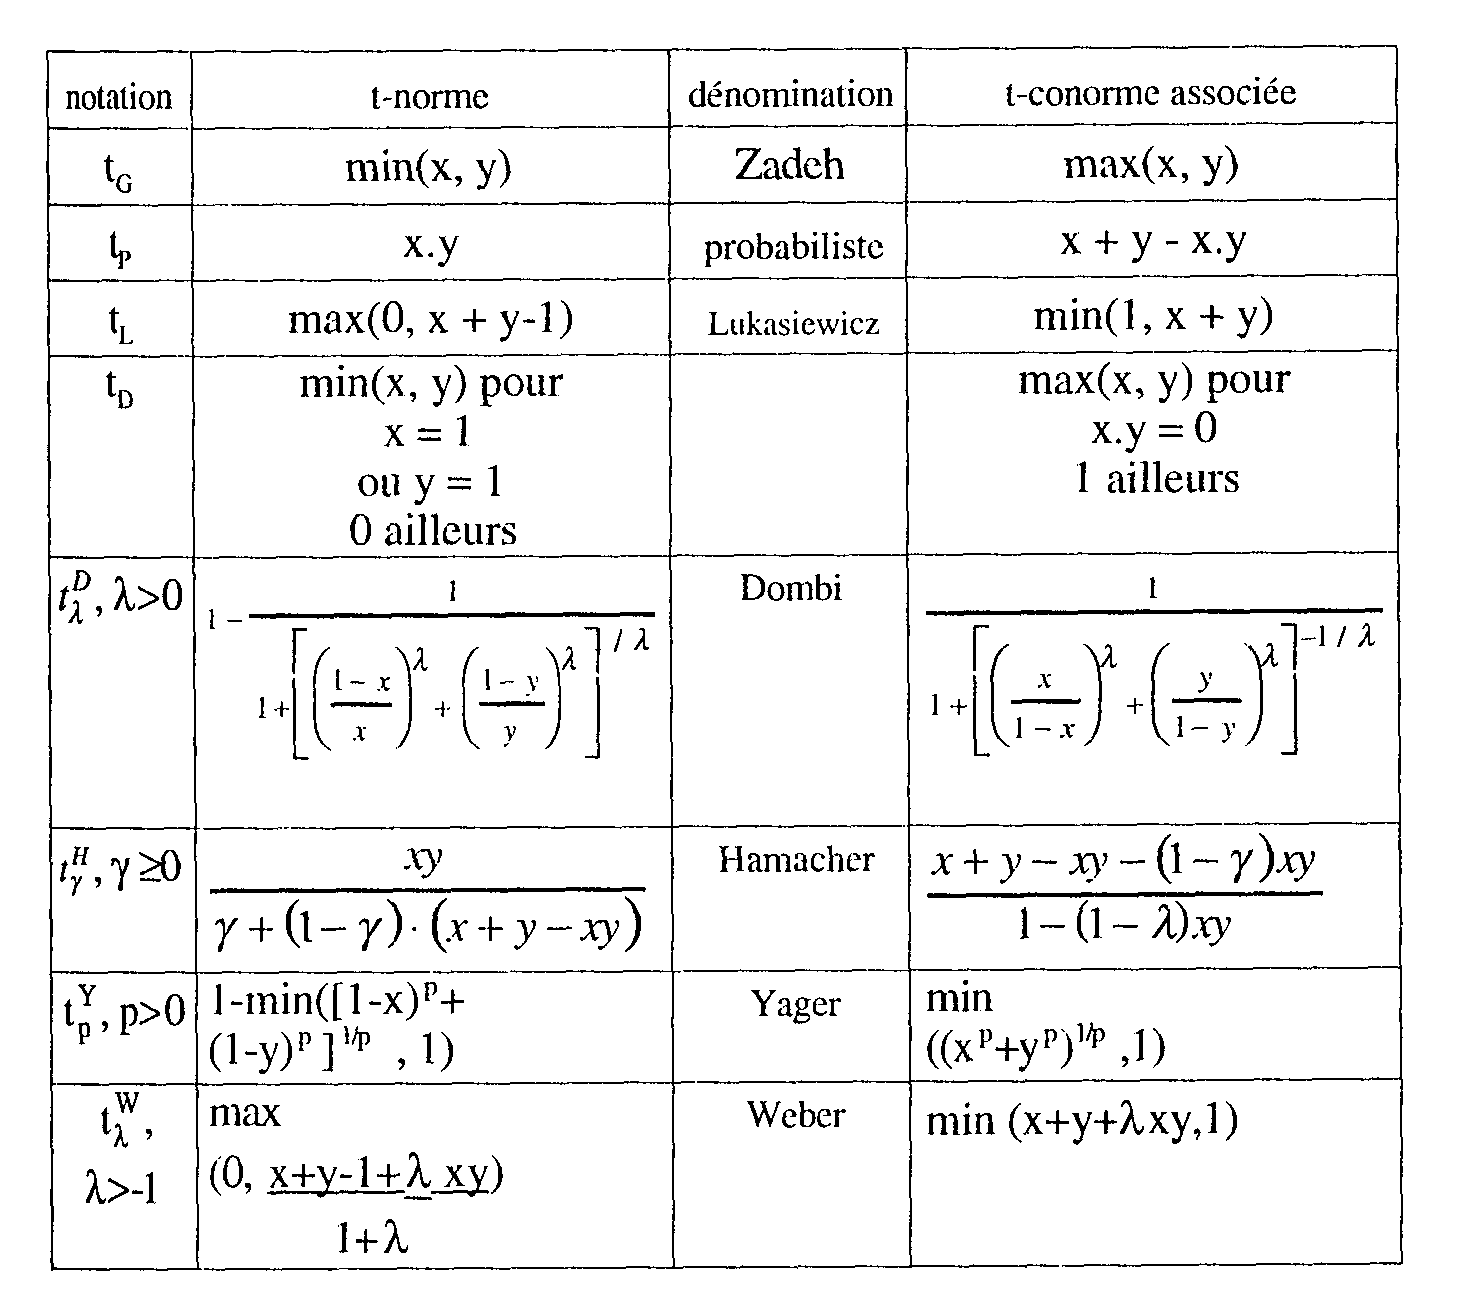 notation t-norme dénomination t-conorme associée
t_G min(x, y) Zadeh max(x, y)
t_P x.y probabiliste x + y - x.y
t_L max(0, x + y-1) Lukasiewicz min(1, x + y)
t_D min(x, y) pour max(x, y) pour
x = 1 x.y = 0
ou y = 1 1 ailleurs
0 ailleurs
t_λ^D, λ>0 1 − 1 / (1+[((1−x)/x)^λ + ((1−y)/y)^λ]^(/λ)) Dombi 1 / (1+[(x/(1−x))^λ + (y/(1−y))^λ]^(−1/λ))
t_γ^H, γ ≥0 xy / (γ+(1−γ)·(x+y−xy)) Hamacher (x+y−xy−(1−γ)xy) / (1−(1−λ)xy)
t_p^Y, p>0 1-min([1-x)^p+ Yager min
(1-y)^p ]^1/p , 1) ((x^p+y^p)^1/p ,1)
t_λ^W, max Weber min (x+y+λxy,1)
λ>-1 (0, x+y-1+λ xy)
1+λ